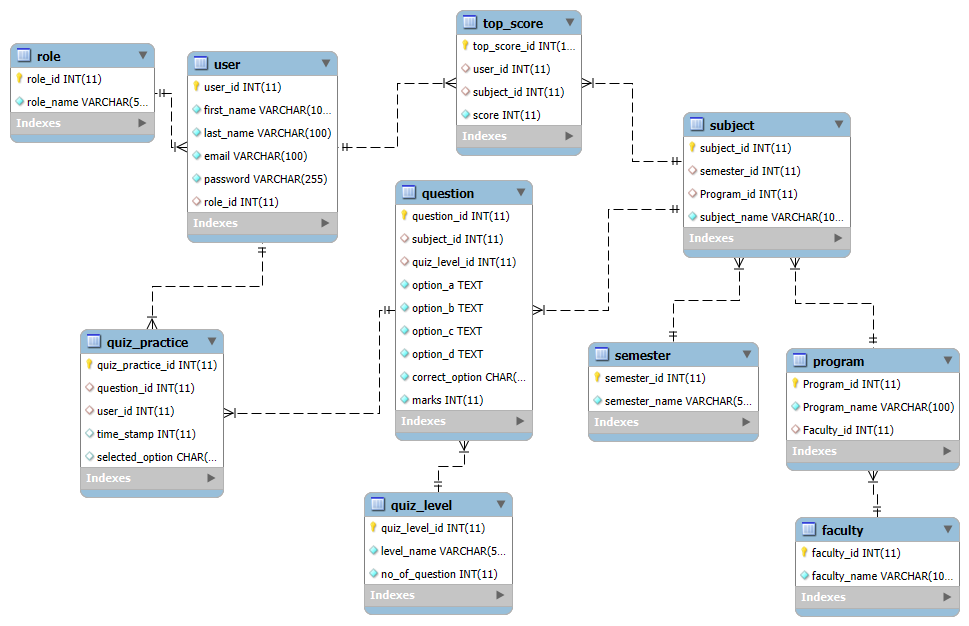 role
role_id INT(11)
role_name VARCHAR(5...
Indexes
user
user_id INT(11)
first_name VARCHAR(10...
last_name VARCHAR(100)
email VARCHAR(100)
password VARCHAR(255)
role_id INT(11)
Indexes
top_score
top_score_id INT(1...
user_id INT(11)
subject_id INT(11)
score INT(11)
Indexes
subject
subject_id INT(11)
semester_id INT(11)
Program_id INT(11)
subject_name VARCHAR(10...
Indexes
question
question_id INT(11)
subject_id INT(11)
quiz_level_id INT(11)
option_a TEXT
option_b TEXT
option_c TEXT
option_d TEXT
correct_option CHAR(...
marks INT(11)
Indexes
quiz_practice
quiz_practice_id INT(11)
question_id INT(11)
user_id INT(11)
time_stamp INT(11)
selected_option CHAR(...
Indexes
semester
semester_id INT(11)
semester_name VARCHAR(5...
Indexes
program
Program_id INT(11)
Program_name VARCHAR(100)
Faculty_id INT(11)
Indexes
quiz_level
quiz_level_id INT(11)
level_name VARCHAR(5...
no_of_question INT(11)
Indexes
faculty
faculty_id INT(11)
faculty_name VARCHAR(10...
Indexes